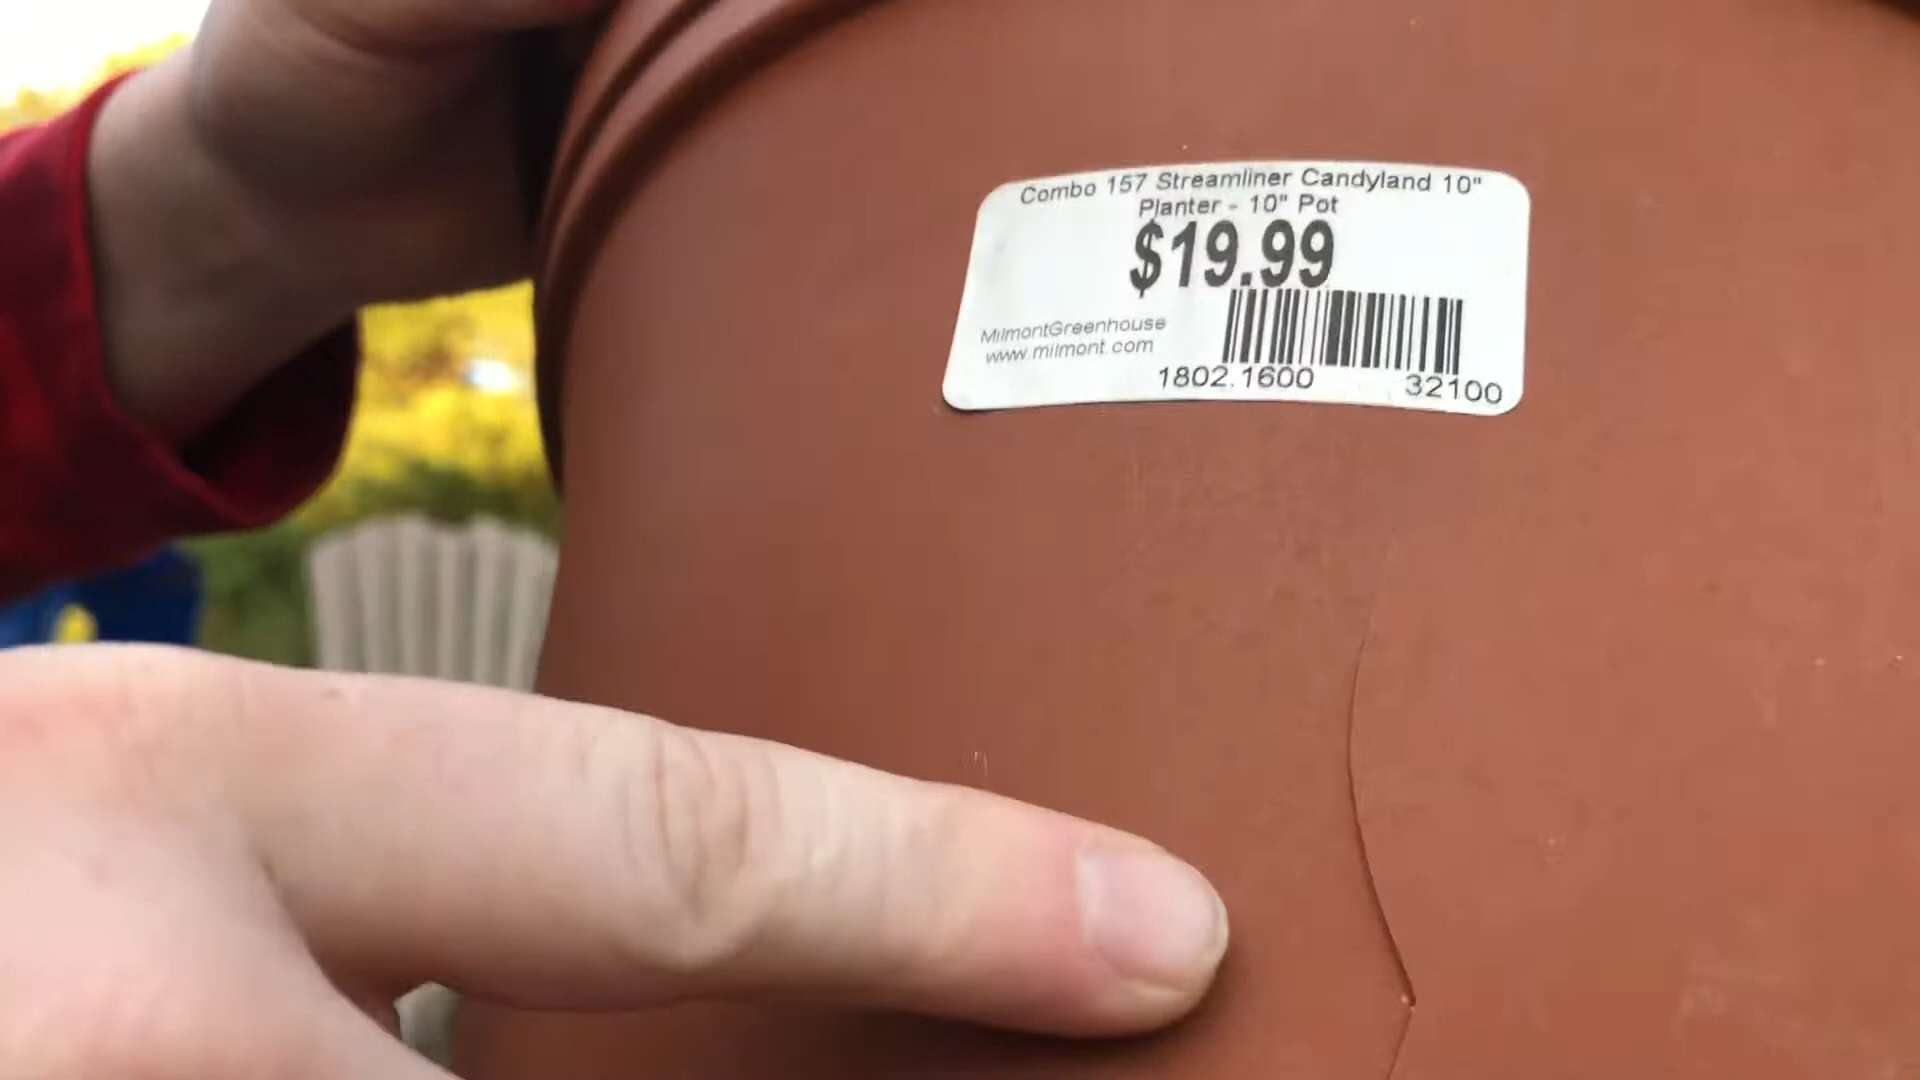 Combo 157 Streamliner Candyland 10"
Planter - 10" Pot
$19.99
MilmontGreenhouse
www.milmont.com
1802.1600 32100